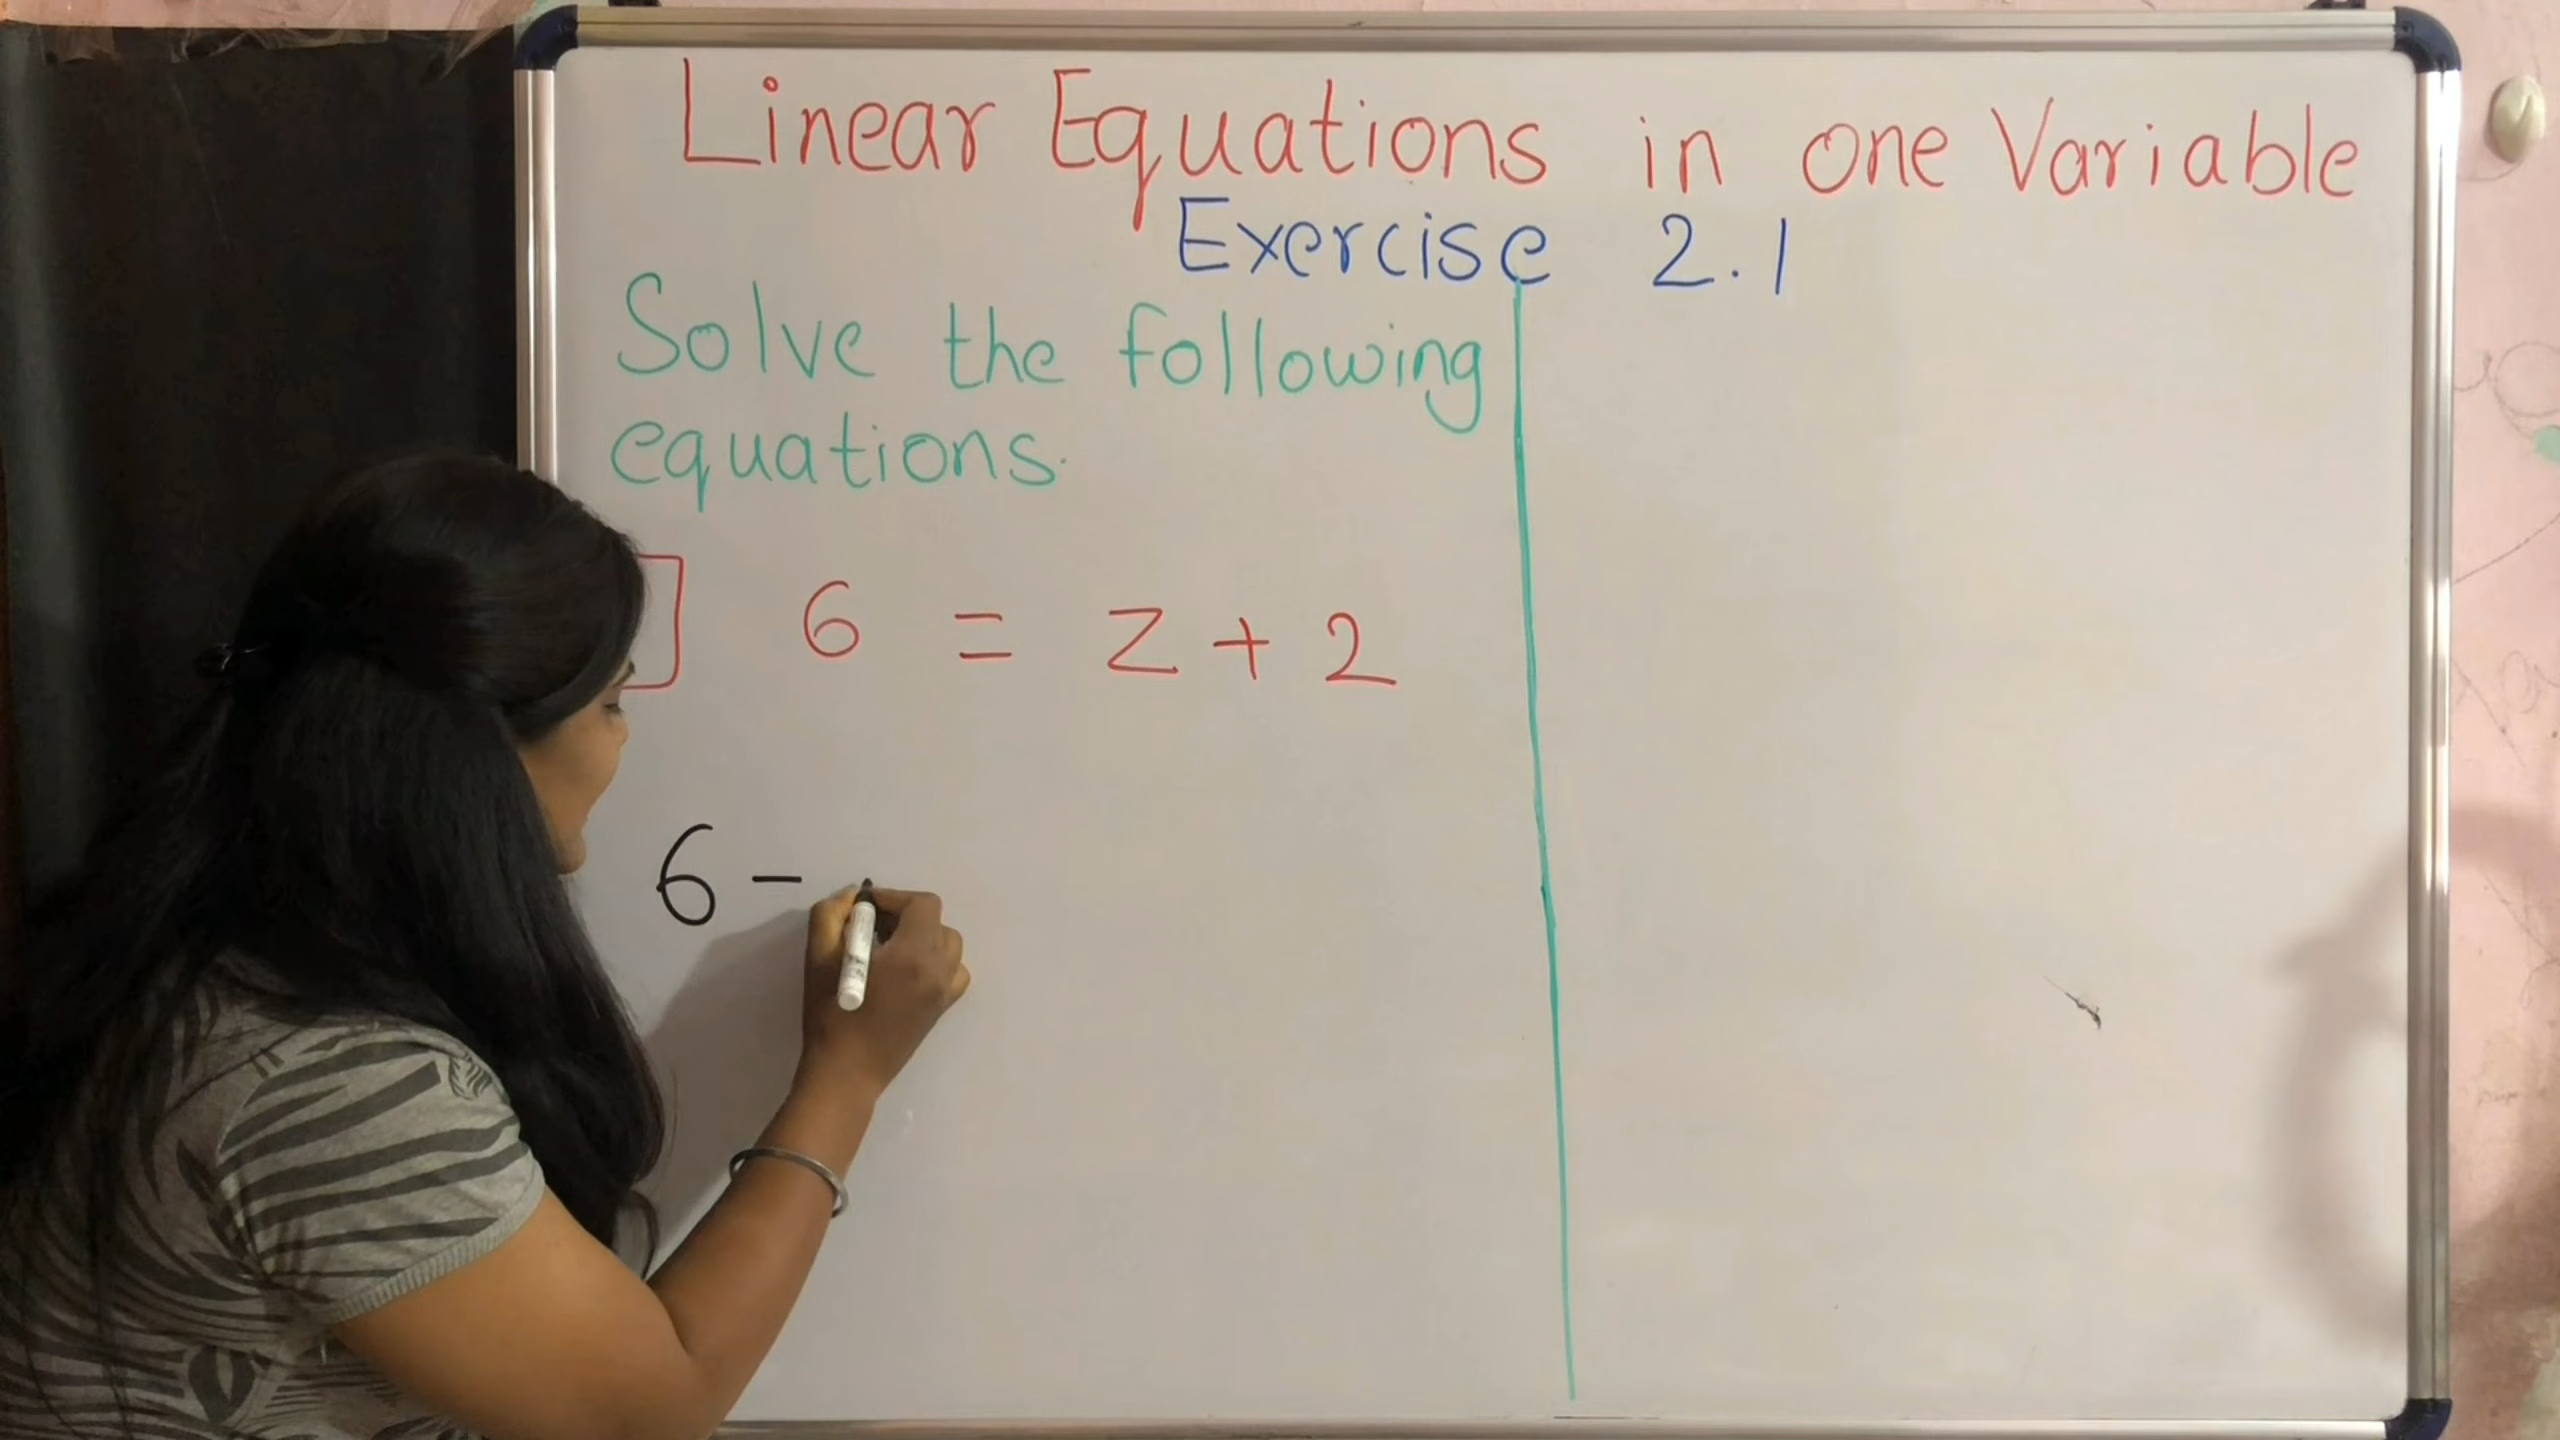 Linear Equations in one Variable
Exercise 2.1
Solve the following
equations.
6 = z + 2
6 -